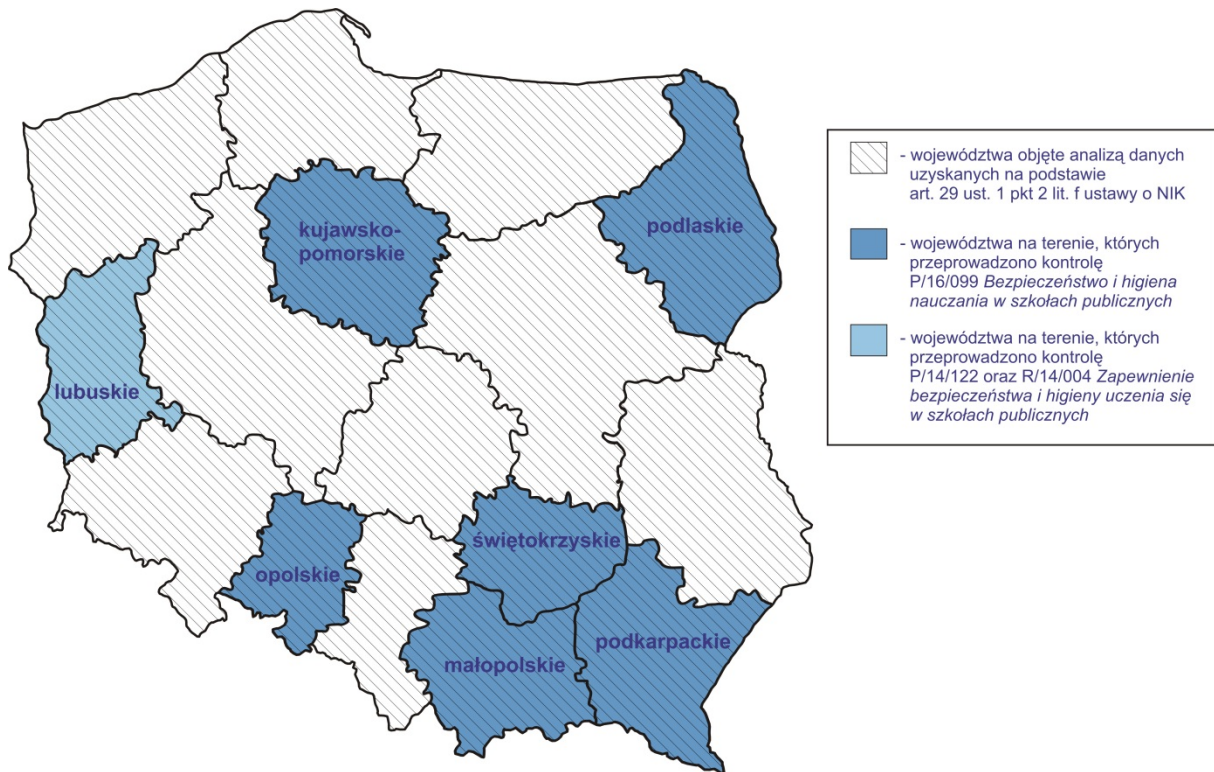 kujawsko-
pomorskie
podlaskie
lubuskie
opolskie
świętokrzyskie
małopolskie
podkarpackie
- województwa objęte analizą danych
uzyskanych na podstawie
art. 29 ust. 1 pkt 2 lit. f ustawy o NIK
- województwa na terenie, których
przeprowadzono kontrolę
P/16/099 Bezpieczeństwo i higiena
nauczania w szkołach publicznych
- województwa na terenie, których
przeprowadzono kontrolę
P/14/122 oraz R/14/004 Zapewnienie
bezpieczeństwa i higieny uczenia się
w szkołach publicznych